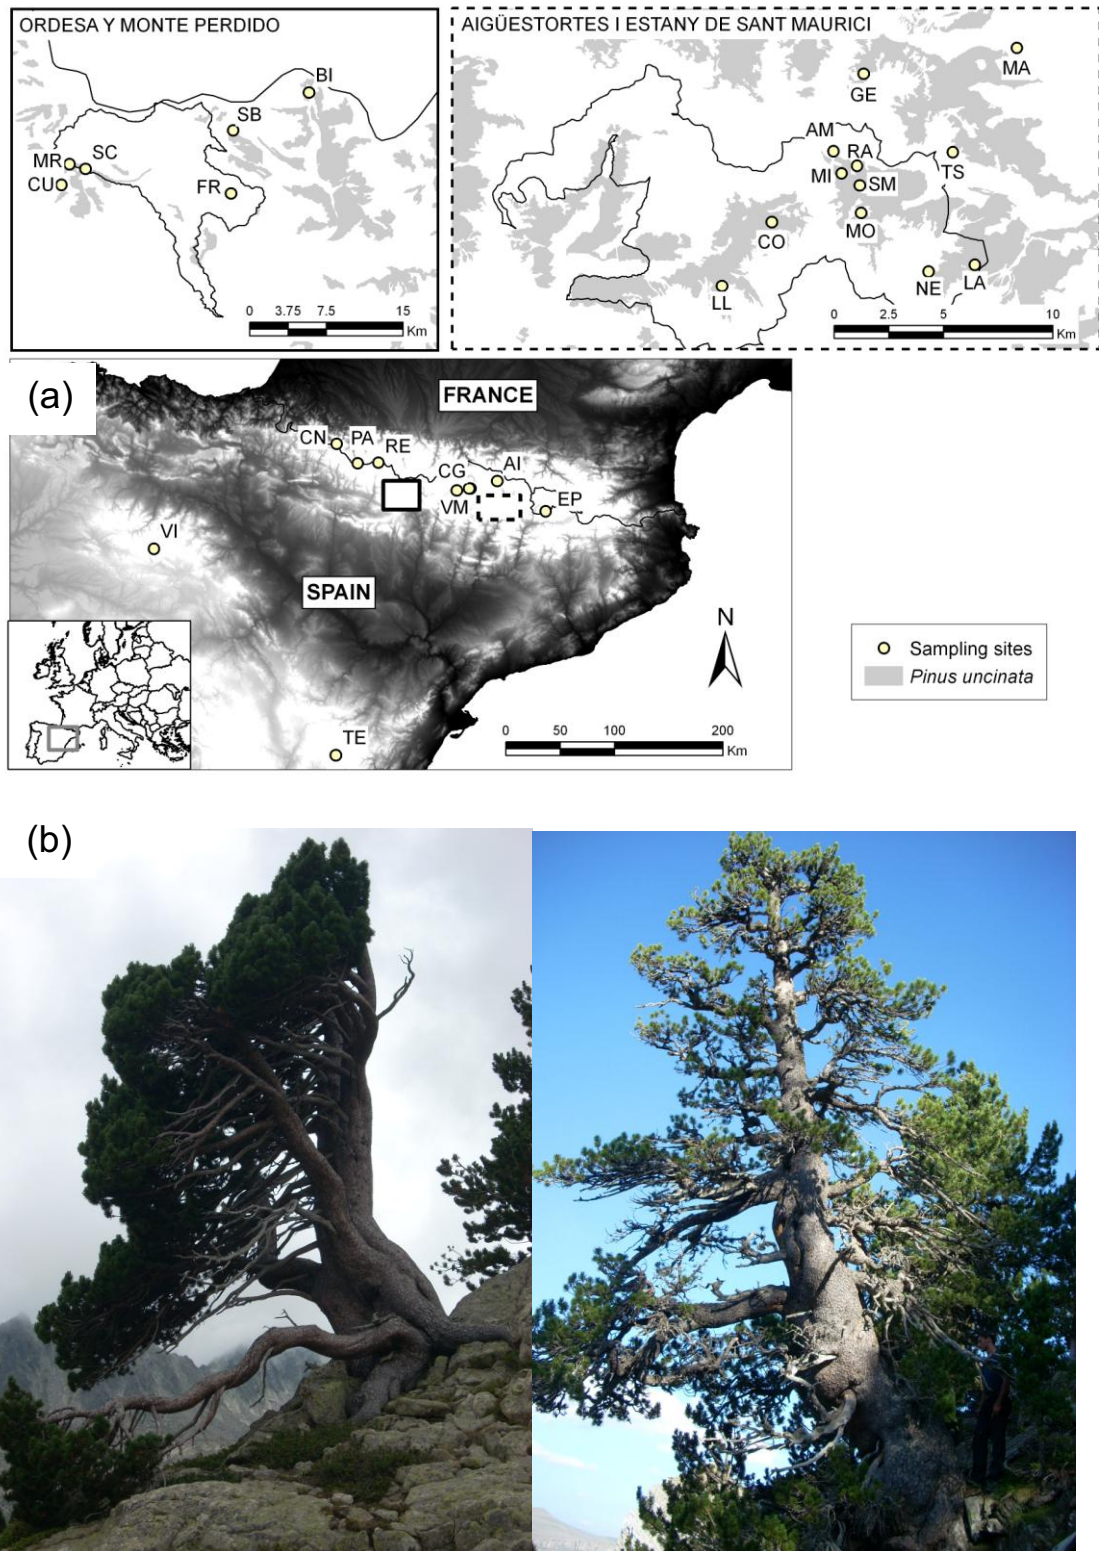 ORDESA Y MONTE PERDIDO
BI
SB
MR
SC
CU
FR
0 3.75 7.5 15
Km
AIGÜESTORTES I ESTANY DE SANT MAURICI
MA
GE
AM
RA
MI
SM
TS
CO
MO
NE
LA
LL
0 2.5 5 10
Km
(a)
FRANCE
CN PA RE
CG
AI
VM
EP
VI
SPAIN
N
TE
0 50 100 200
Km
Sampling sites
Pinus uncinata
(b)